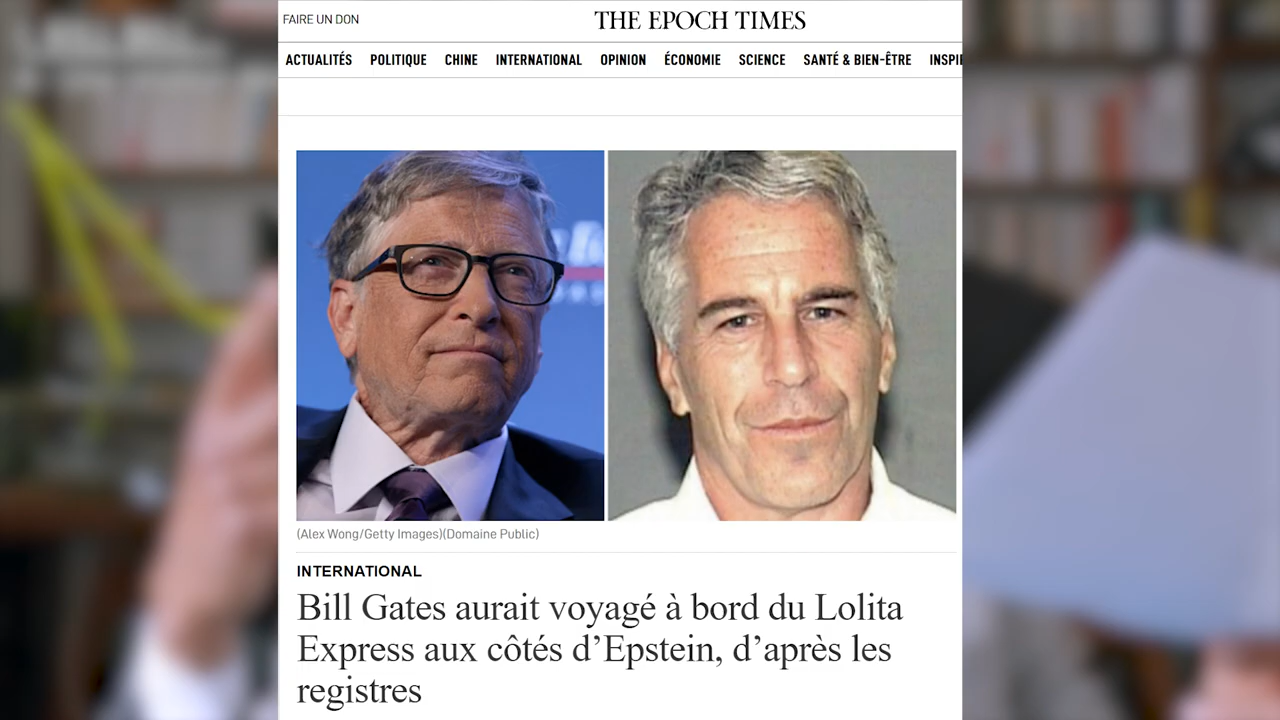 FAIRE UN DON
THE EPOCH TIMES
ACTUALITÉS POLITIQUE CHINE INTERNATIONAL OPINION ÉCONOMIE SCIENCE SANTÉ & BIEN-ÊTRE INSPI
(Alex Wong/Getty Images)(Domaine Public)
INTERNATIONAL
Bill Gates aurait voyagé à bord du Lolita
Express aux côtés d’Epstein, d’après les
registres